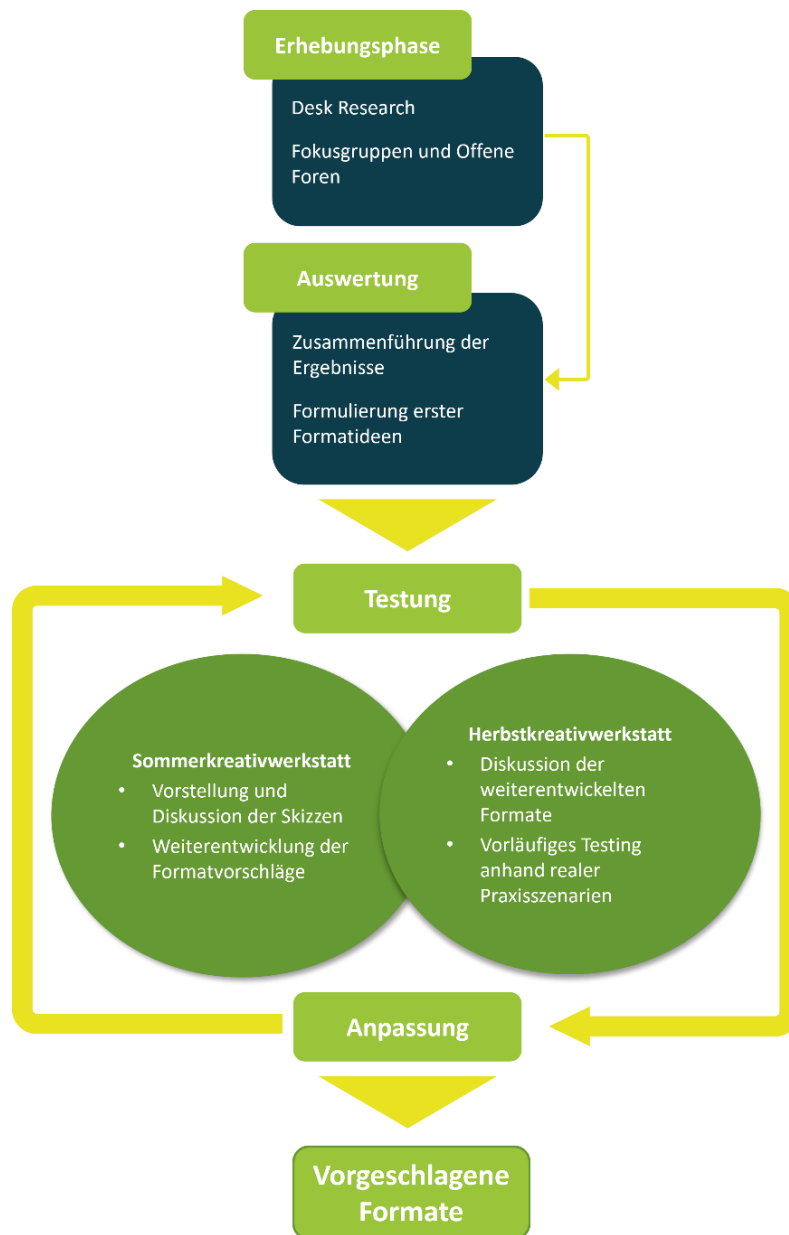 Erhebungsphase
Desk Research
Fokusgruppen und Offene
Foren
Auswertung
Zusammenführung der
Ergebnisse
Formulierung erster
Formatideen
Testung
Sommerkreativwerkstatt
• Vorstellung und
Diskussion der Skizzen
• Weiterentwicklung der
Formatvorschläge
Herbstkreativwerkstatt
• Diskussion der
weiterentwickelten
Formate
• Vorläufiges Testing
anhand realer
Praxisszenarien
Anpassung
Vorgeschlagene
Formate